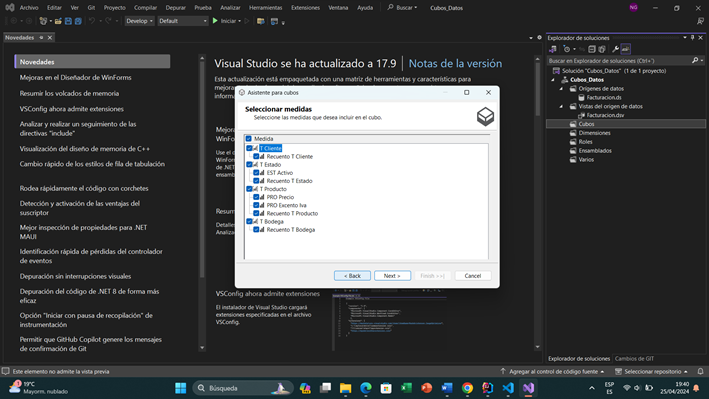 Archivo Editar Ver Git Proyecto Compilar Depurar Prueba Analizar Herramientas Extensiones Ventana Ayuda Buscar Cubos_Datos NG
Develop Default Iniciar
Novedades
Explorador de soluciones
Buscar en Explorador de soluciones (Ctrl+')
Solución "Cubos_Datos" (1 de 1 proyecto)
Cubos_Datos
Orígenes de datos
Facturacion.ds
Vistas del origen de datos
Facturacion.dsv
Cubos
Dimensiones
Roles
Ensamblados
Varios
Novedades
Mejoras en el Diseñador de WinForms
Resumir los volcados de memoria
VSConfig ahora admite extensiones
Analizar y realizar un seguimiento de las
directivas "include"
Visualización del diseño de memoria de C++
Cambio rápido de los estilos de fila de tabulación
Rodea rápidamente el código con corchetes
Detección y activación de las ventajas del
suscriptor
Mejor inspección de propiedades para .NET
MAUI
Identificación rápida de pérdidas del controlador
de eventos
Depuración sin interrupciones visuales
Depuración del código de .NET 8 de forma más
eficaz
Opción "Iniciar con pausa de recopilación" de
instrumentación
Permitir que GitHub Copilot genere los mensajes
de confirmación de Git
Visual Studio se ha actualizado a 17.9 | Notas de la versión
Esta actualización está empaquetada con una matriz de herramientas y características para
Asistente para cubos
Seleccionar medidas
Seleccione las medidas que desea incluir en el cubo.
Medida
T Cliente
Recuento T Cliente
T Estado
EST Activo
Recuento T Estado
T Producto
PRO Precio
PRO Excento Iva
Recuento T Producto
T Bodega
Recuento T Bodega
< Back Next > Finish >>| Cancel
VSConfig ahora admite extensiones
El instalador de Visual Studio cargará
extensiones especificadas en el archivo
VSConfig.
Explorador de soluciones Cambios de GIT
Este elemento no admite la vista previa
Agregar al control de código fuente Seleccionar repositorio
19°C
Mayorm. nublado
Búsqueda
ESP
ES
19:40
25/04/2024